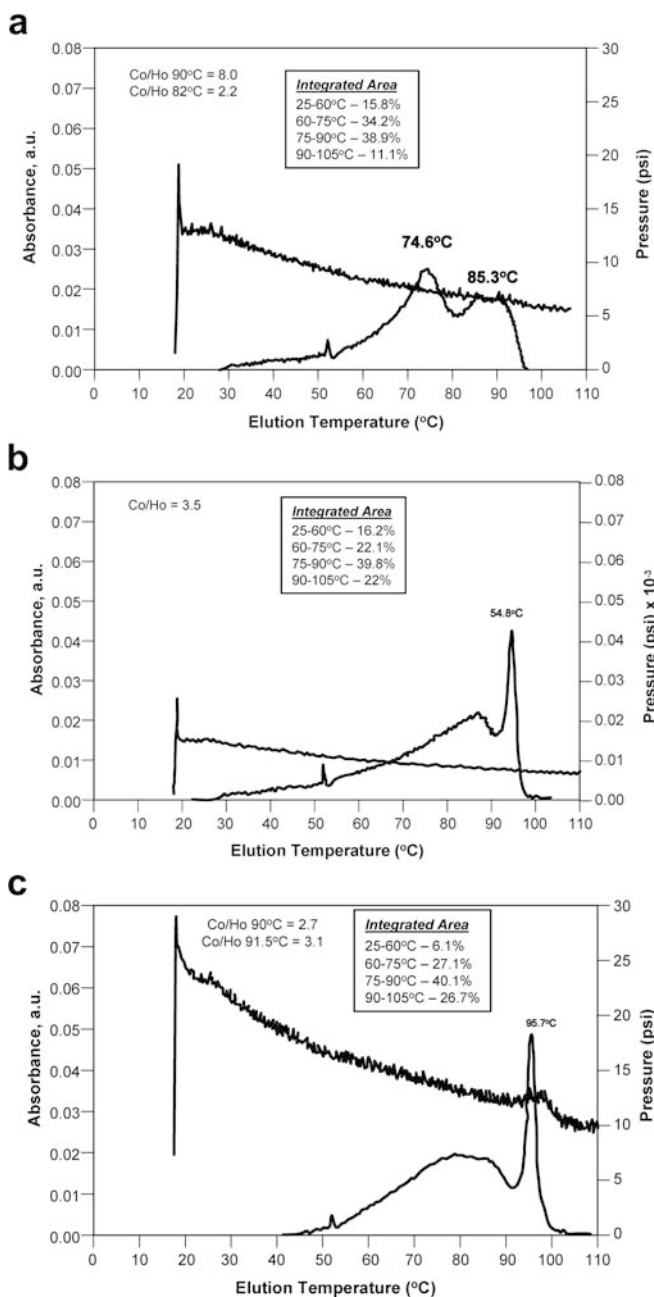 a
Co/Ho 90°C = 8.0
Co/Ho 82°C = 2.2
Integrated Area
25-60°C – 15.8%
60-75°C – 34.2%
75-90°C – 38.9%
90-105°C – 11.1%
74.6°C
85.3°C
0.08
0.07
0.06
0.05
0.04
0.03
0.02
0.01
0.00
Absorbance, a.u.
30
25
20
15
10
5
0
Pressure (psi)
0 10 20 30 40 50 60 70 80 90 100 110
Elution Temperature (°C)
b
Co/Ho = 3.5
Integrated Area
25-60°C – 16.2%
60-75°C – 22.1%
75-90°C – 39.8%
90-105°C – 22%
54.8°C
0.08
0.07
0.06
0.05
0.04
0.03
0.02
0.01
0.00
Absorbance, a.u.
0.08
0.07
0.06
0.05
0.04
0.03
0.02
0.01
0.00
Pressure (psi) x 10⁻³
0 10 20 30 40 50 60 70 80 90 100 110
Elution Temperature (°C)
c
Co/Ho 90°C = 2.7
Co/Ho 91.5°C = 3.1
Integrated Area
25-60°C – 6.1%
60-75°C – 27.1%
75-90°C – 40.1%
90-105°C – 26.7%
95.7°C
0.08
0.07
0.06
0.05
0.04
0.03
0.02
0.01
0.00
Absorbance, a.u.
30
25
20
15
10
5
0
Pressure (psi)
0 10 20 30 40 50 60 70 80 90 100 110
Elution Temperature (°C)